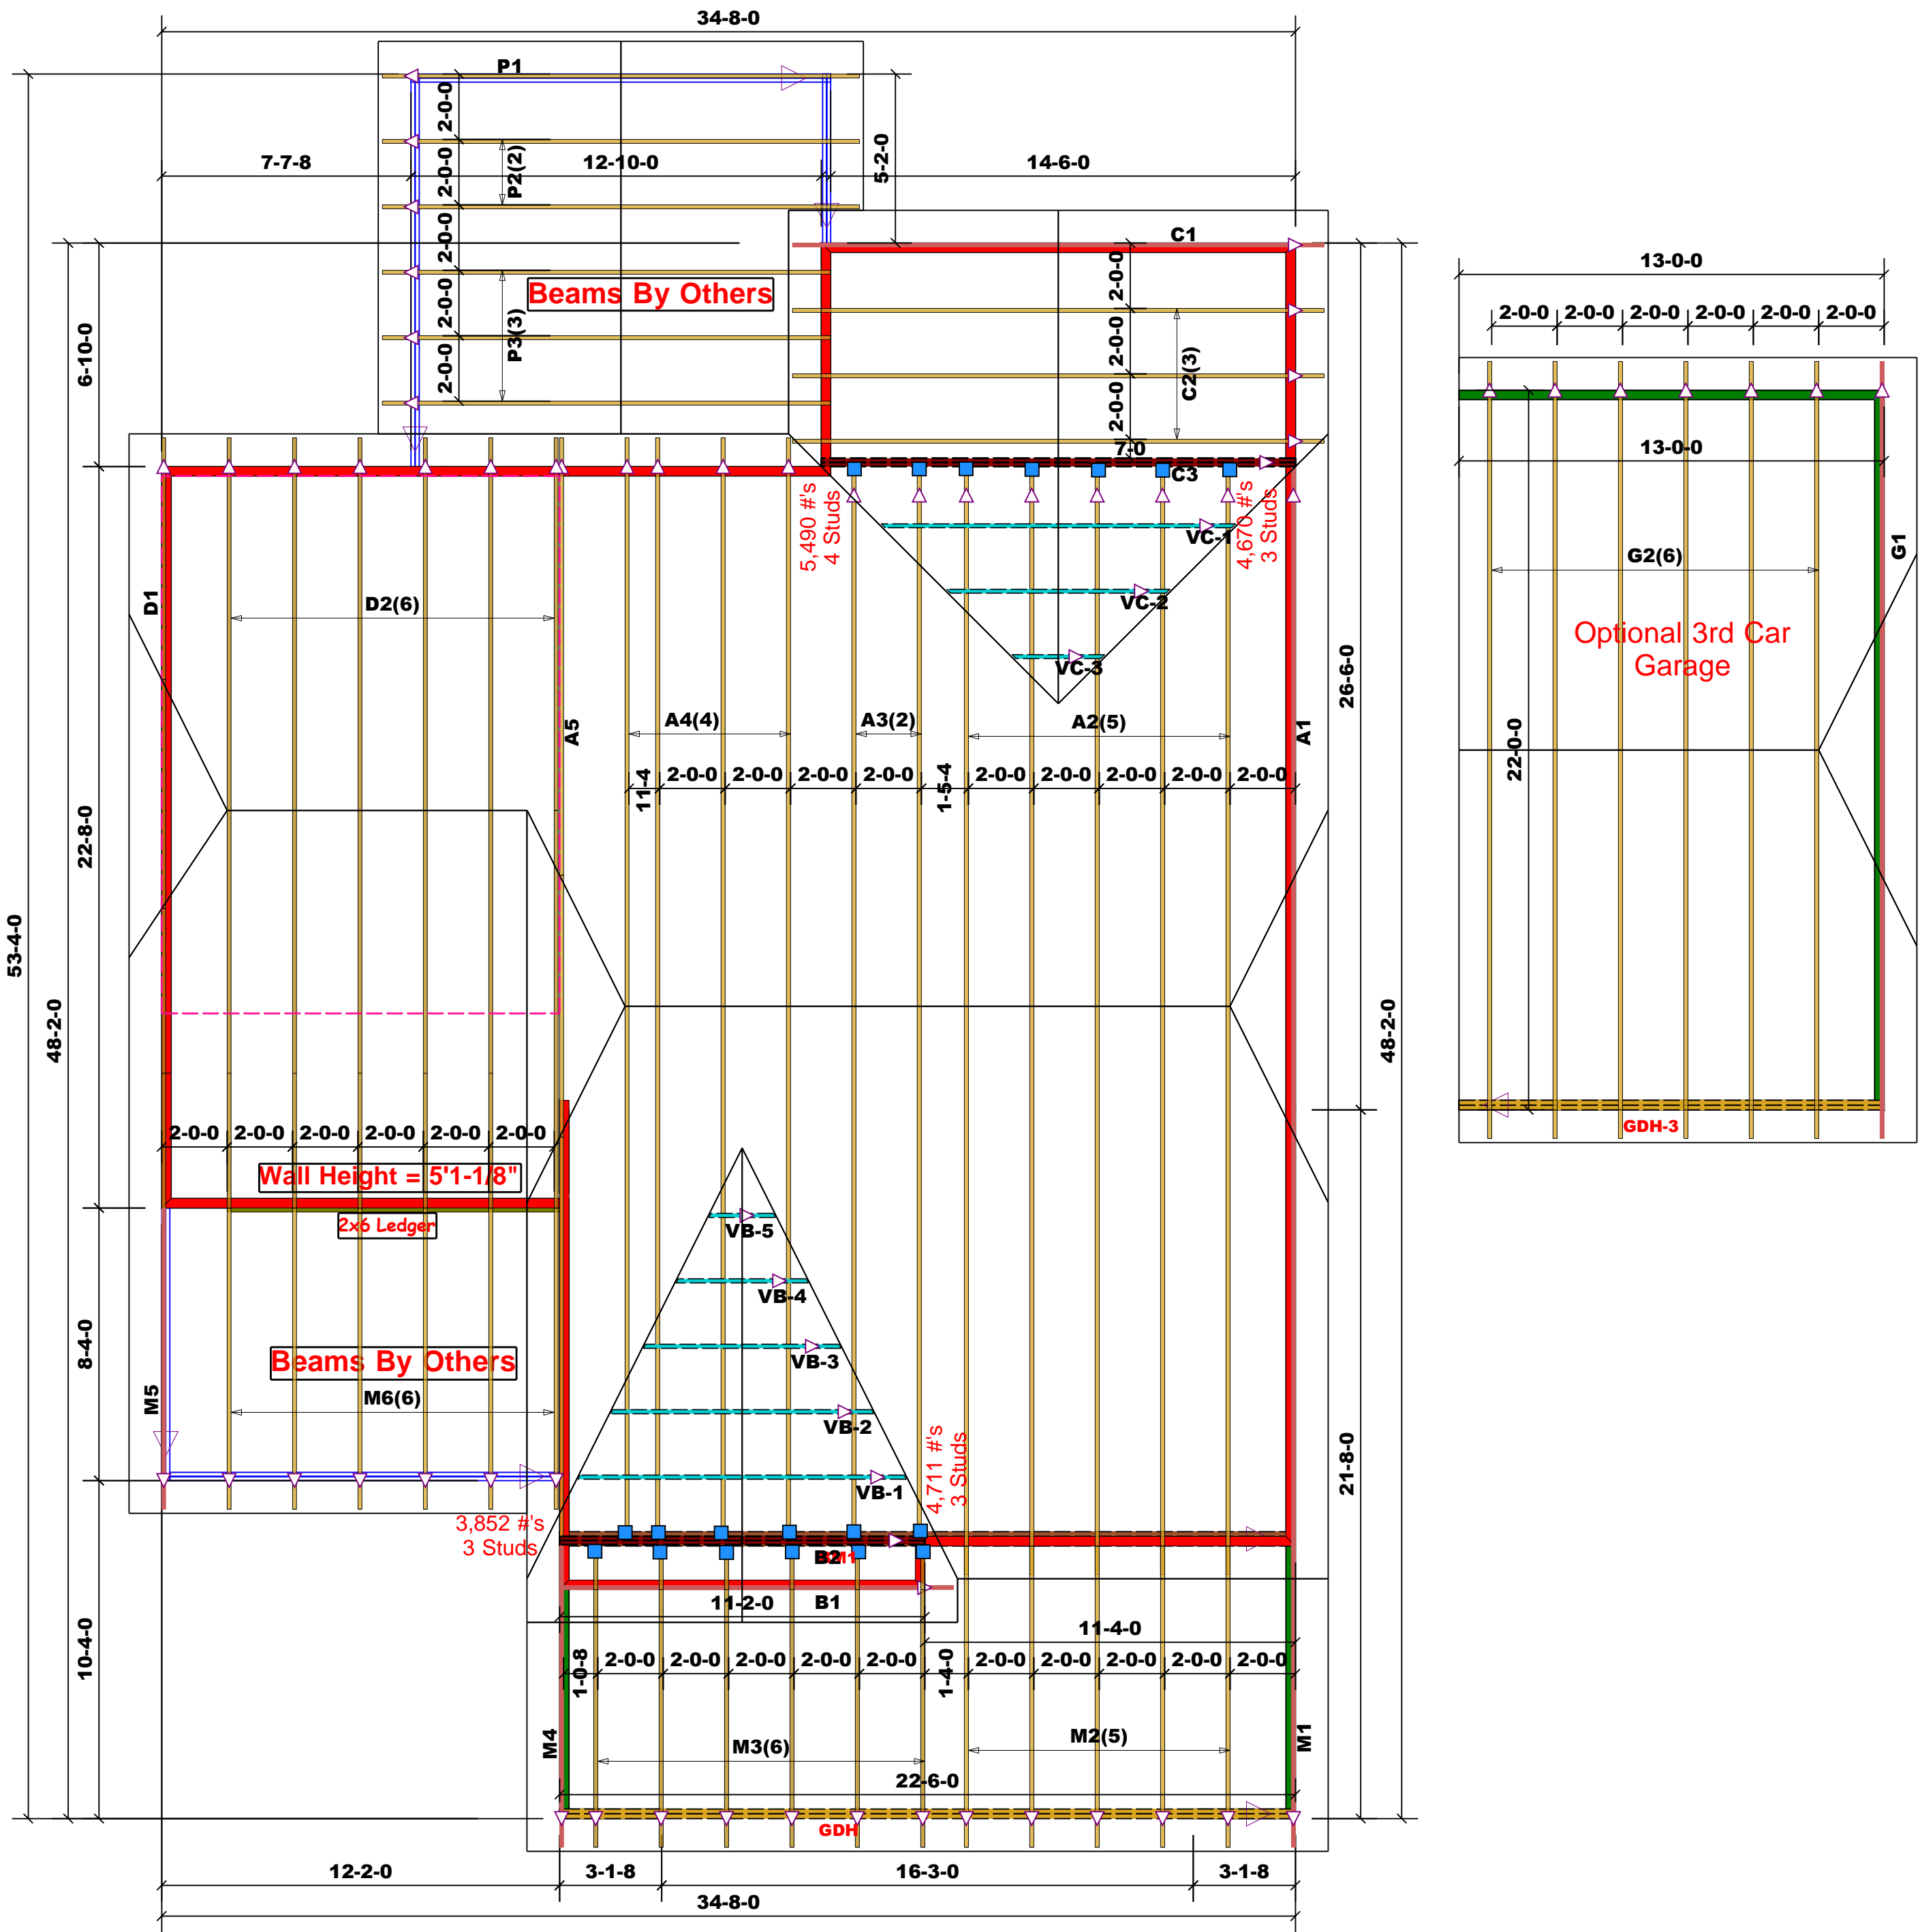 34-8-0
P1
2-0-0
2-0-0
2-0-0
2-0-0
2-0-0
P2(2)
P3(3)
7-7-8
12-10-0
14-6-0
5-2-0
C1
Beams By Others
2-0-0
2-0-0
2-0-0
C2(3)
7-0
C3
6-10-0
22-8-0
8-4-0
10-4-0
53-4-0
48-2-0
D1
D2(6)
A5
5,490 #'s
4 Studs
4,670 #'s
3 Studs
VC-1
VC-2
VC-3
A4(4)
A3(2)
A2(5)
A1
11-4
2-0-0
2-0-0
2-0-0
2-0-0
1-5-4
2-0-0
2-0-0
2-0-0
2-0-0
2-0-0
26-6-0
48-2-0
21-8-0
2-0-0
2-0-0
2-0-0
2-0-0
2-0-0
2-0-0
Wall Height = 5'1-1/8"
2x6 Ledger
Beams By Others
M5
M6(6)
VB-5
VB-4
VB-3
VB-2
VB-1
4,711 #'s
3 Studs
3,852 #'s
3 Studs
B2
B1
11-2-0
11-4-0
1-0-8
2-0-0
2-0-0
2-0-0
2-0-0
2-0-0
1-4-0
2-0-0
2-0-0
2-0-0
2-0-0
2-0-0
M4
M3(6)
M2(5)
M1
22-6-0
GDH
12-2-0
3-1-8
16-3-0
3-1-8
34-8-0
13-0-0
2-0-0
2-0-0
2-0-0
2-0-0
2-0-0
2-0-0
13-0-0
G2(6)
G1
Optional 3rd Car
Garage
22-0-0
GDH-3